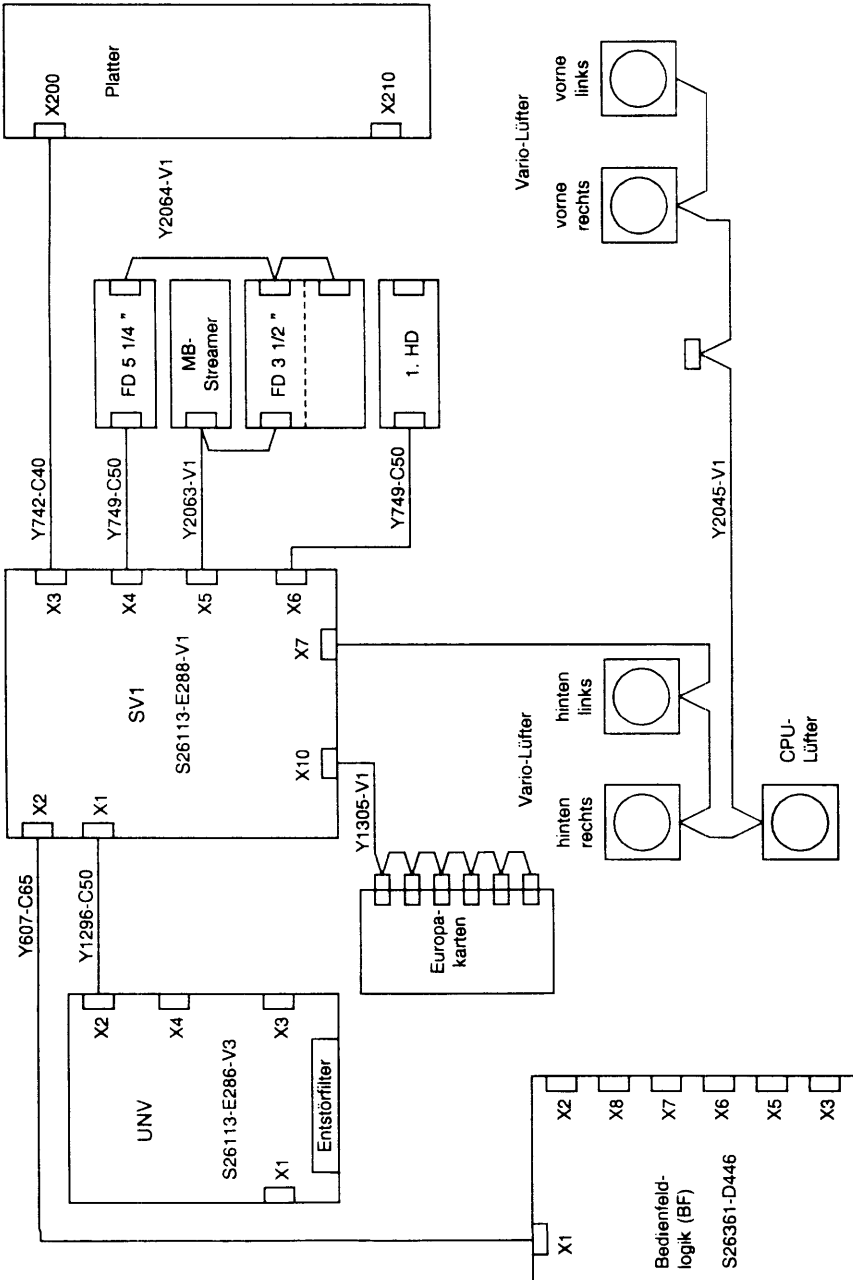 Platter
X200
X210
Y2064-V1
Vario-Lüfter
vorne
links
vorne
rechts
FD 5 1/4 "
MB-
Streamer
FD 3 1/2 "
1. HD
Y742-C40
Y749-C50
Y2063-V1
Y749-C50
Y2045-V1
X3
X4
X5
X6
X7
SV1
S26113-E288-V1
X10
X2
X1
Vario-Lüfter
hinten
links
hinten
rechts
CPU-
Lüfter
Y607-C65
Y1296-C50
Y1305-V1
Europa-
karten
X2
X4
X3
UNV
S26113-E286-V3
Entstörfilter
X1
X2
X8
X7
X6
X5
X3
X1
Bedienfeld-
logik (BF)
S26361-D446